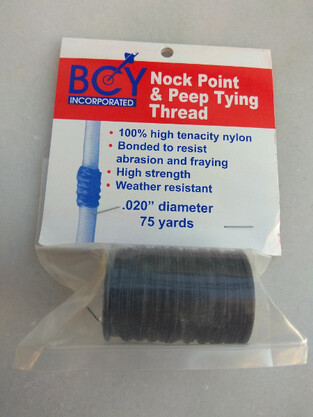 BCY
INCORPORATED
Nock Point
& Peep Tying
Thread
• 100% high tenacity nylon
• Bonded to resist
abrasion and fraying
• High strength
• Weather resistant
.020” diameter
75 yards